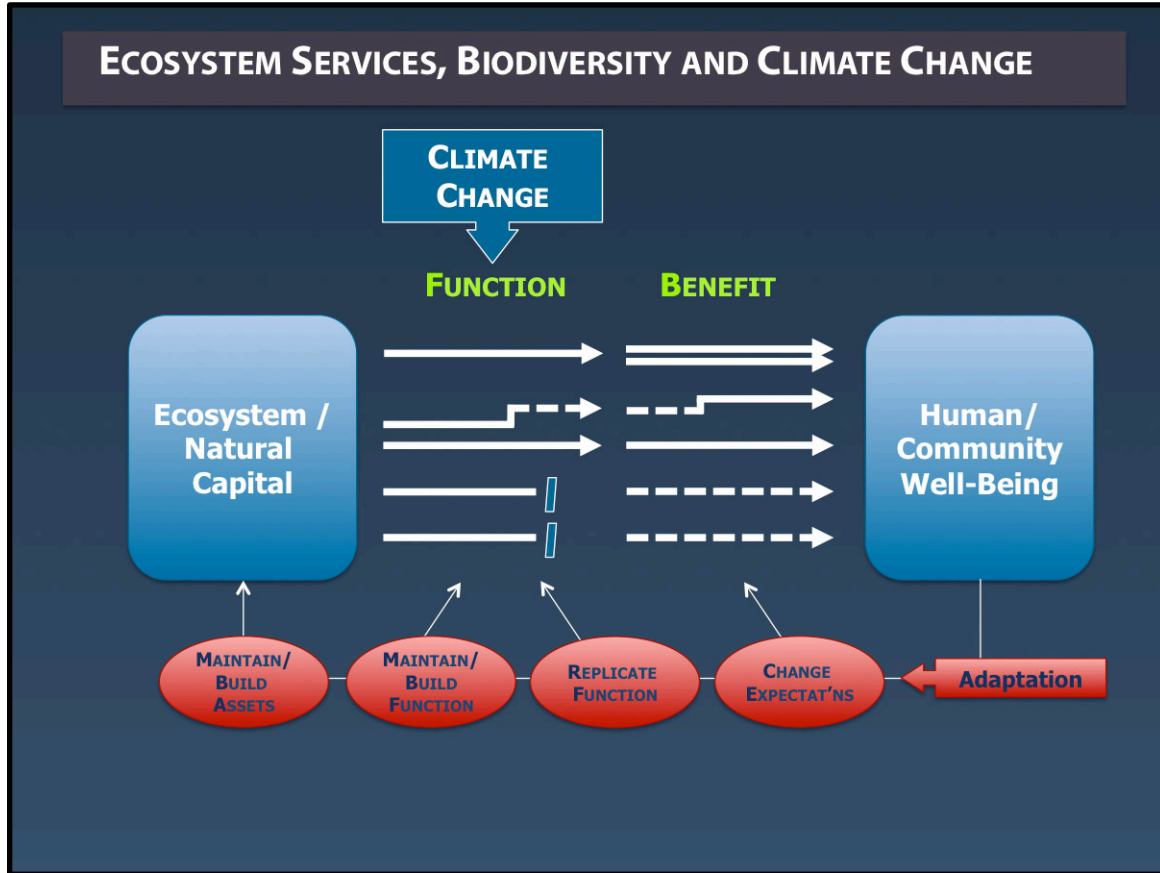 ECOSYSTEM SERVICES, BIODIVERSITY AND CLIMATE CHANGE
CLIMATE
CHANGE
FUNCTION
BENEFIT
Ecosystem /
Natural
Capital
Human/
Community
Well-Being
MAINTAIN/
BUILD
ASSETS
MAINTAIN/
BUILD
FUNCTION
REPLICATE
FUNCTION
CHANGE
EXPECTAT'NS
Adaptation